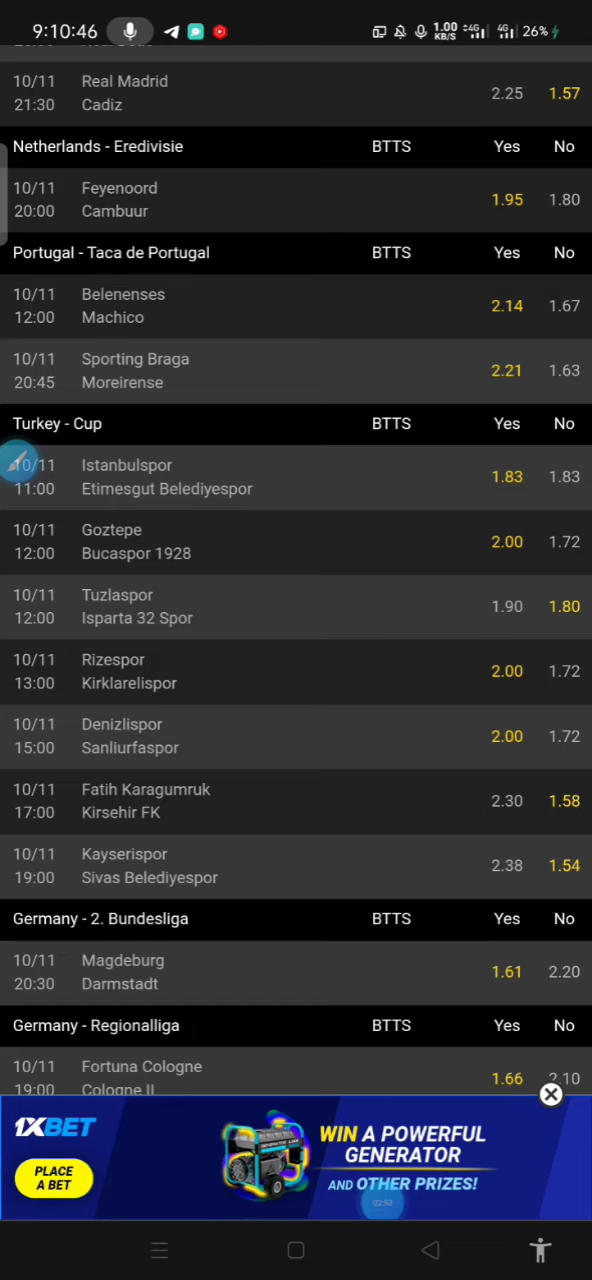 9:10:46 1.00 KB/S 4G 4G 26%
10/11 Real Madrid
21:30 Cadiz 2.25 1.57
Netherlands - Eredivisie BTTS Yes No
10/11 Feyenoord
20:00 Cambuur 1.95 1.80
Portugal - Taca de Portugal BTTS Yes No
10/11 Belenenses
12:00 Machico 2.14 1.67
10/11 Sporting Braga
20:45 Moreirense 2.21 1.63
Turkey - Cup BTTS Yes No
10/11 Istanbulspor
11:00 Etimesgut Belediyespor 1.83 1.83
10/11 Goztepe
12:00 Bucaspor 1928 2.00 1.72
10/11 Tuzlaspor
12:00 Isparta 32 Spor 1.90 1.80
10/11 Rizespor
13:00 Kirklarelispor 2.00 1.72
10/11 Denizlispor
15:00 Sanliurfaspor 2.00 1.72
10/11 Fatih Karagumruk
17:00 Kirsehir FK 2.30 1.58
10/11 Kayserispor
19:00 Sivas Belediyespor 2.38 1.54
Germany - 2. Bundesliga BTTS Yes No
10/11 Magdeburg
20:30 Darmstadt 1.61 2.20
Germany - Regionalliga BTTS Yes No
10/11 Fortuna Cologne
19:00 Cologne II 1.66 2.10
1XBET
PLACE
A BET
WIN A POWERFUL
GENERATOR
AND OTHER PRIZES!
02:50